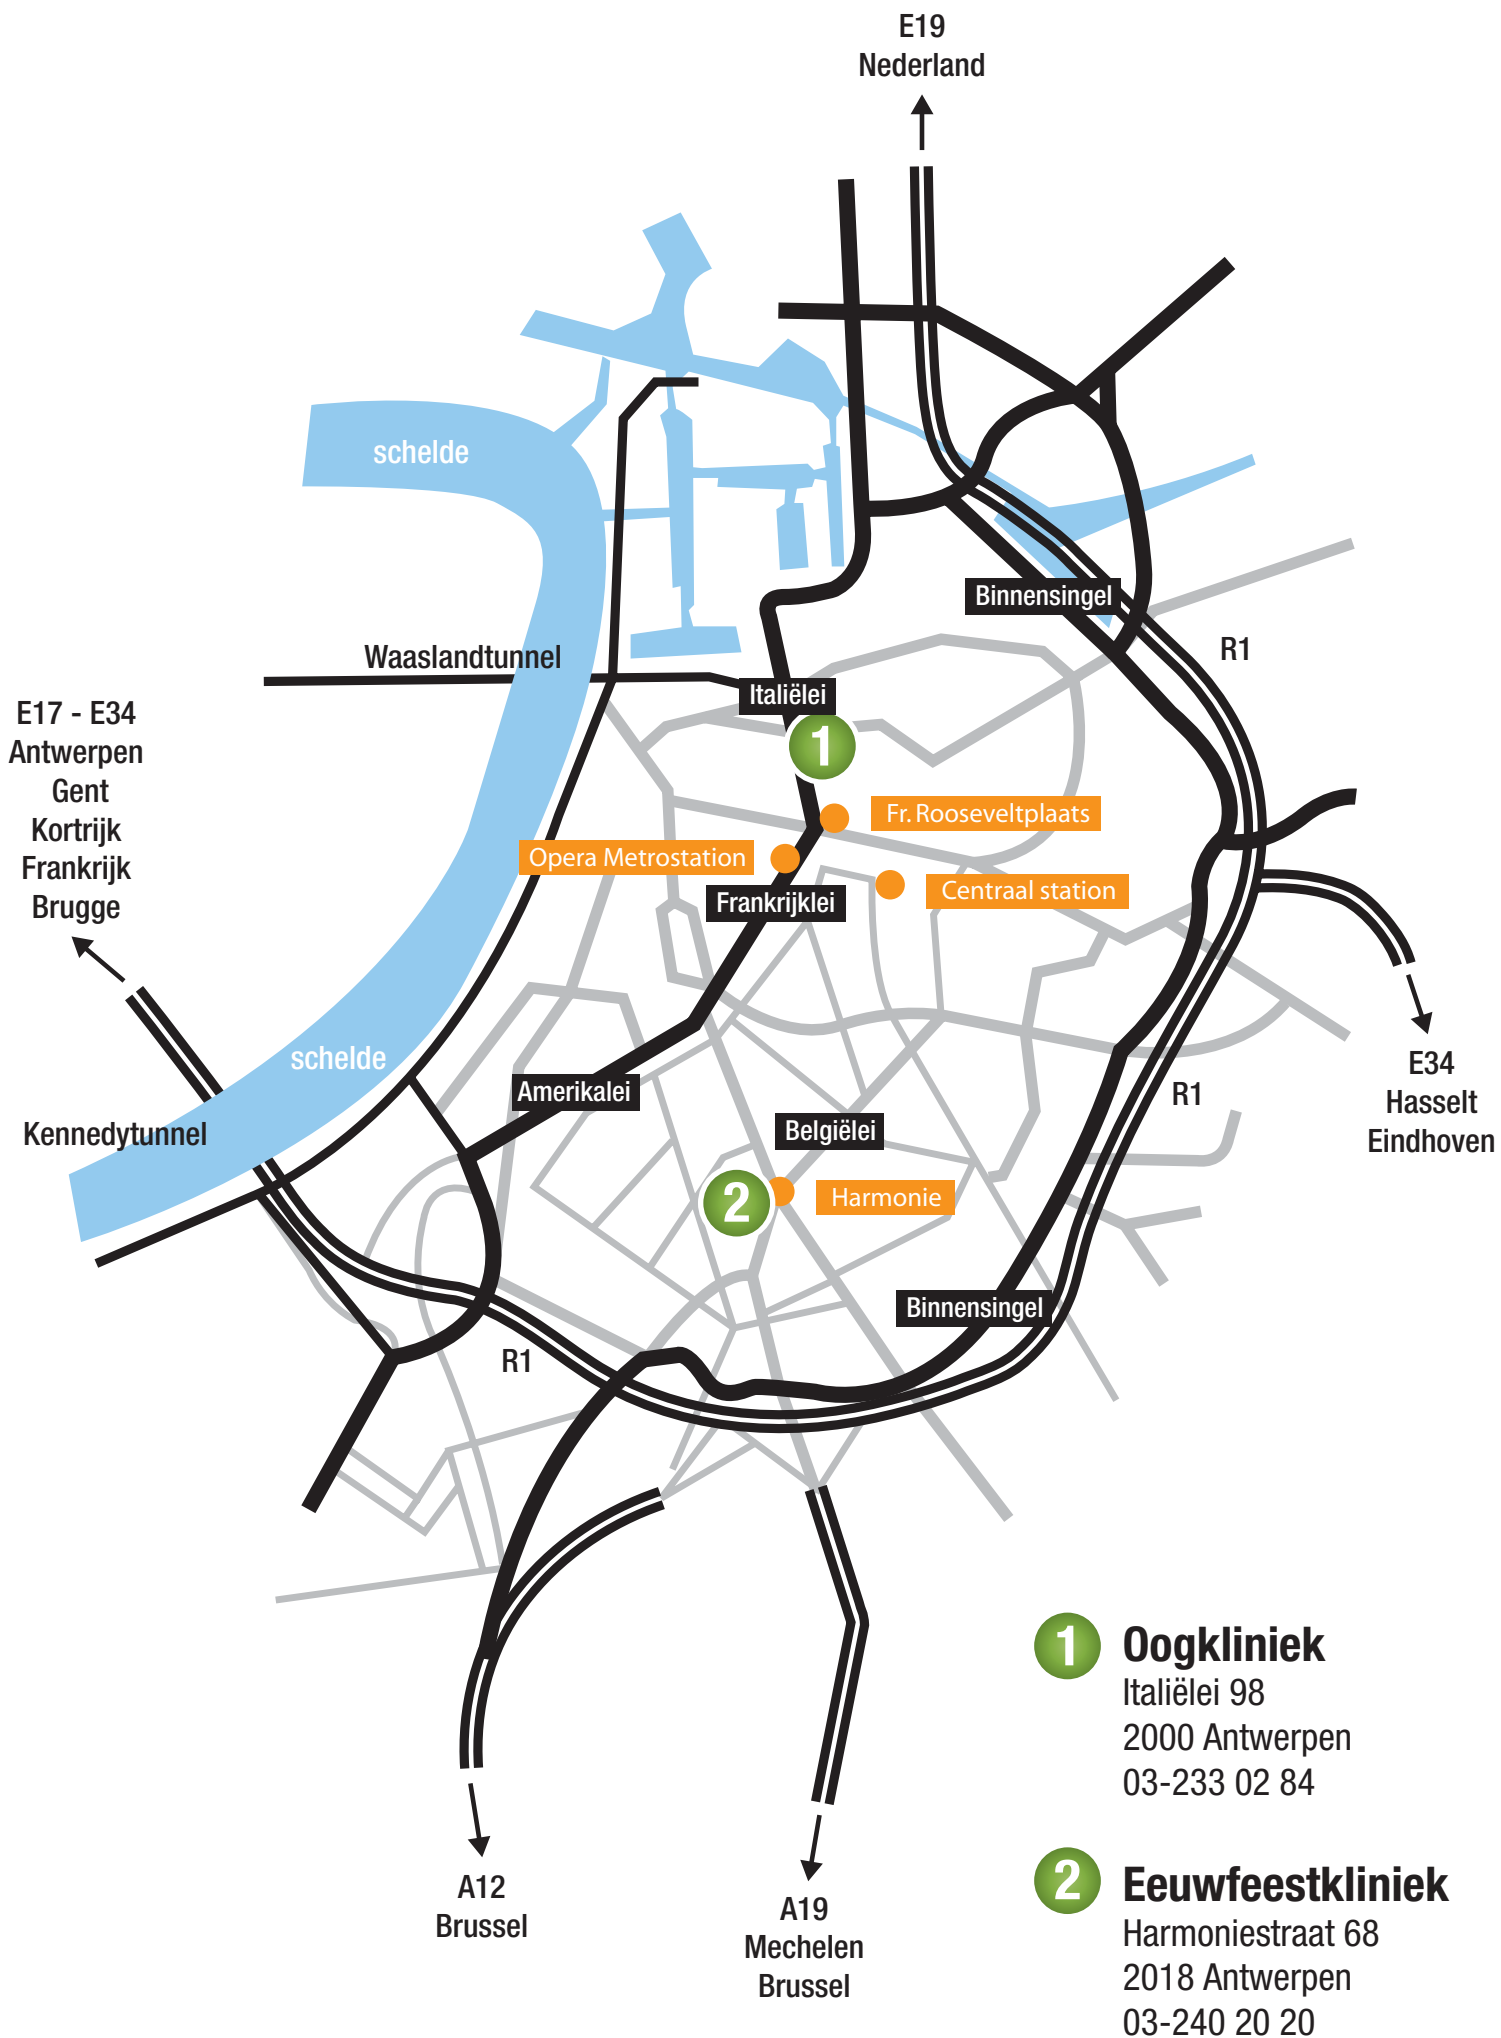 E19
Nederland
schelde
Binnensingel
R1
Waaslandtunnel
Italiëlei
E17 - E34
Antwerpen
Gent
Kortrijk
Frankrijk
Brugge
1
Fr. Rooseveltplaats
Opera Metrostation
Centraal station
Frankrijklei
schelde
E34
Hasselt
Eindhoven
R1
Amerikalei
Kennedytunnel
Belgiëlei
2
Harmonie
Binnensingel
R1
1 Oogkliniek
Italiëlei 98
2000 Antwerpen
03-233 02 84
2 Eeuwfeestkliniek
Harmoniestraat 68
2018 Antwerpen
03-240 20 20
A12
Brussel
A19
Mechelen
Brussel